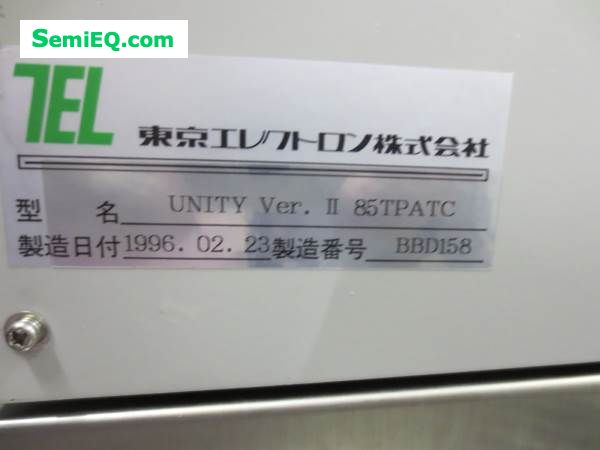 SemiEQ.com
TEL 東京エレクトロン株式会社
型 名 UNITY Ver. Ⅱ 85TPATC
製造日付 1996. 02. 23 製造番号 BBD158